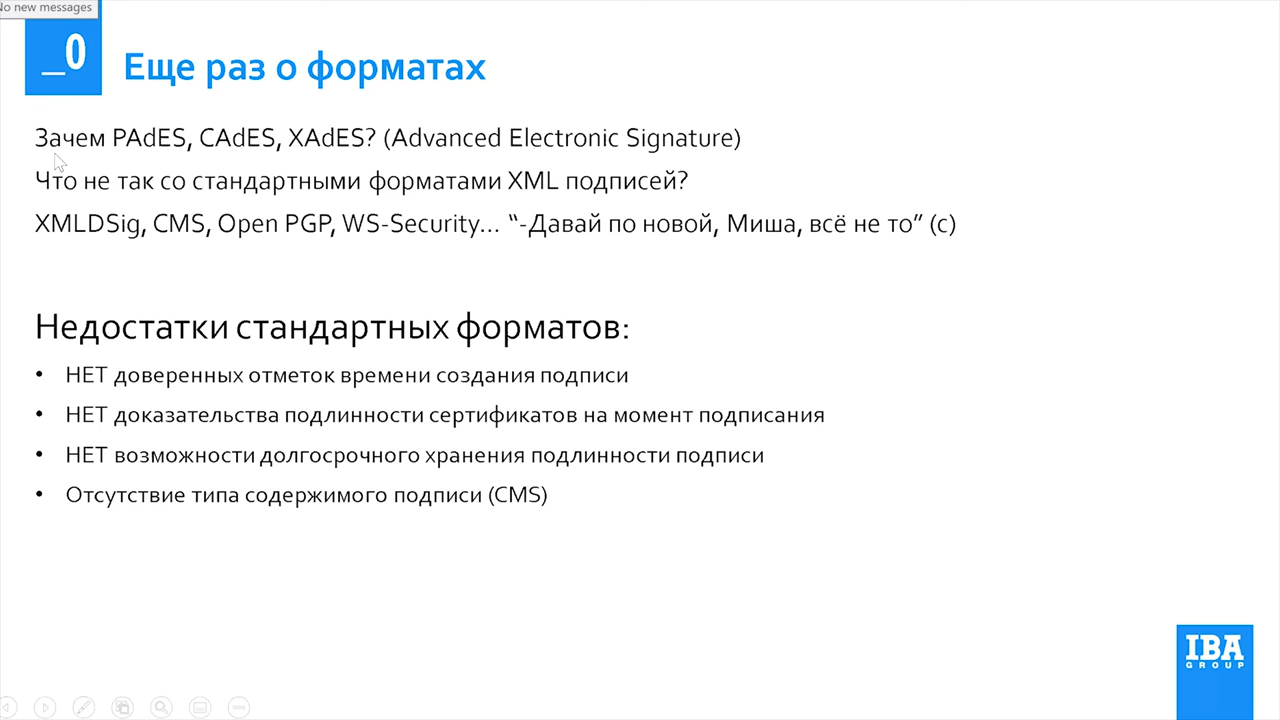 No new messages
_0
Еще раз о форматах
Зачем PAdES, CAdES, XAdES? (Advanced Electronic Signature)
Что не так со стандартными форматами XML подписей?
XMLDSig, CMS, Open PGP, WS-Security... “-Давай по новой, Миша, всё не то” (с)
Недостатки стандартных форматов:
• НЕТ доверенных отметок времени создания подписи
• НЕТ доказательства подлинности сертификатов на момент подписания
• НЕТ возможности долгосрочного хранения подлинности подписи
• Отсутствие типа содержимого подписи (CMS)
IBA
GROUP